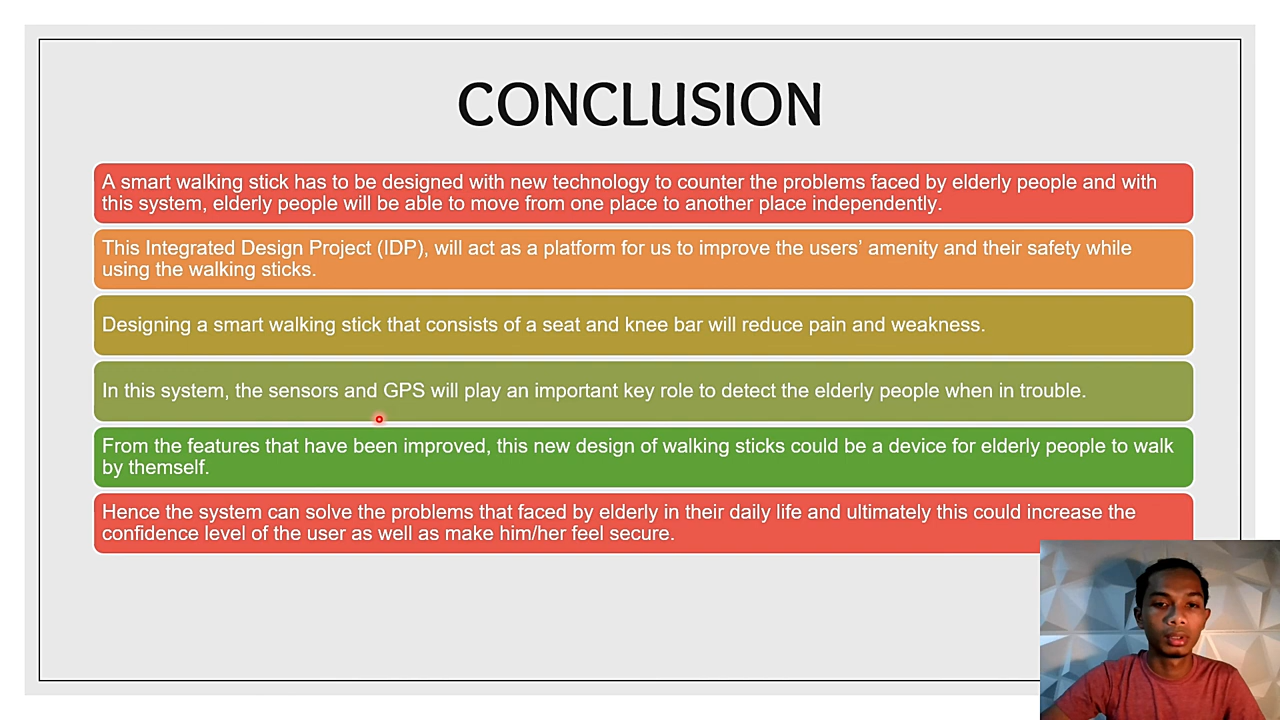 CONCLUSION
A smart walking stick has to be designed with new technology to counter the problems faced by elderly people and with
this system, elderly people will be able to move from one place to another place independently.
This Integrated Design Project (IDP), will act as a platform for us to improve the users’ amenity and their safety while
using the walking sticks.
Designing a smart walking stick that consists of a seat and knee bar will reduce pain and weakness.
In this system, the sensors and GPS will play an important key role to detect the elderly people when in trouble.
From the features that have been improved, this new design of walking sticks could be a device for elderly people to walk
by themself.
Hence the system can solve the problems that faced by elderly in their daily life and ultimately this could increase the
confidence level of the user as well as make him/her feel secure.